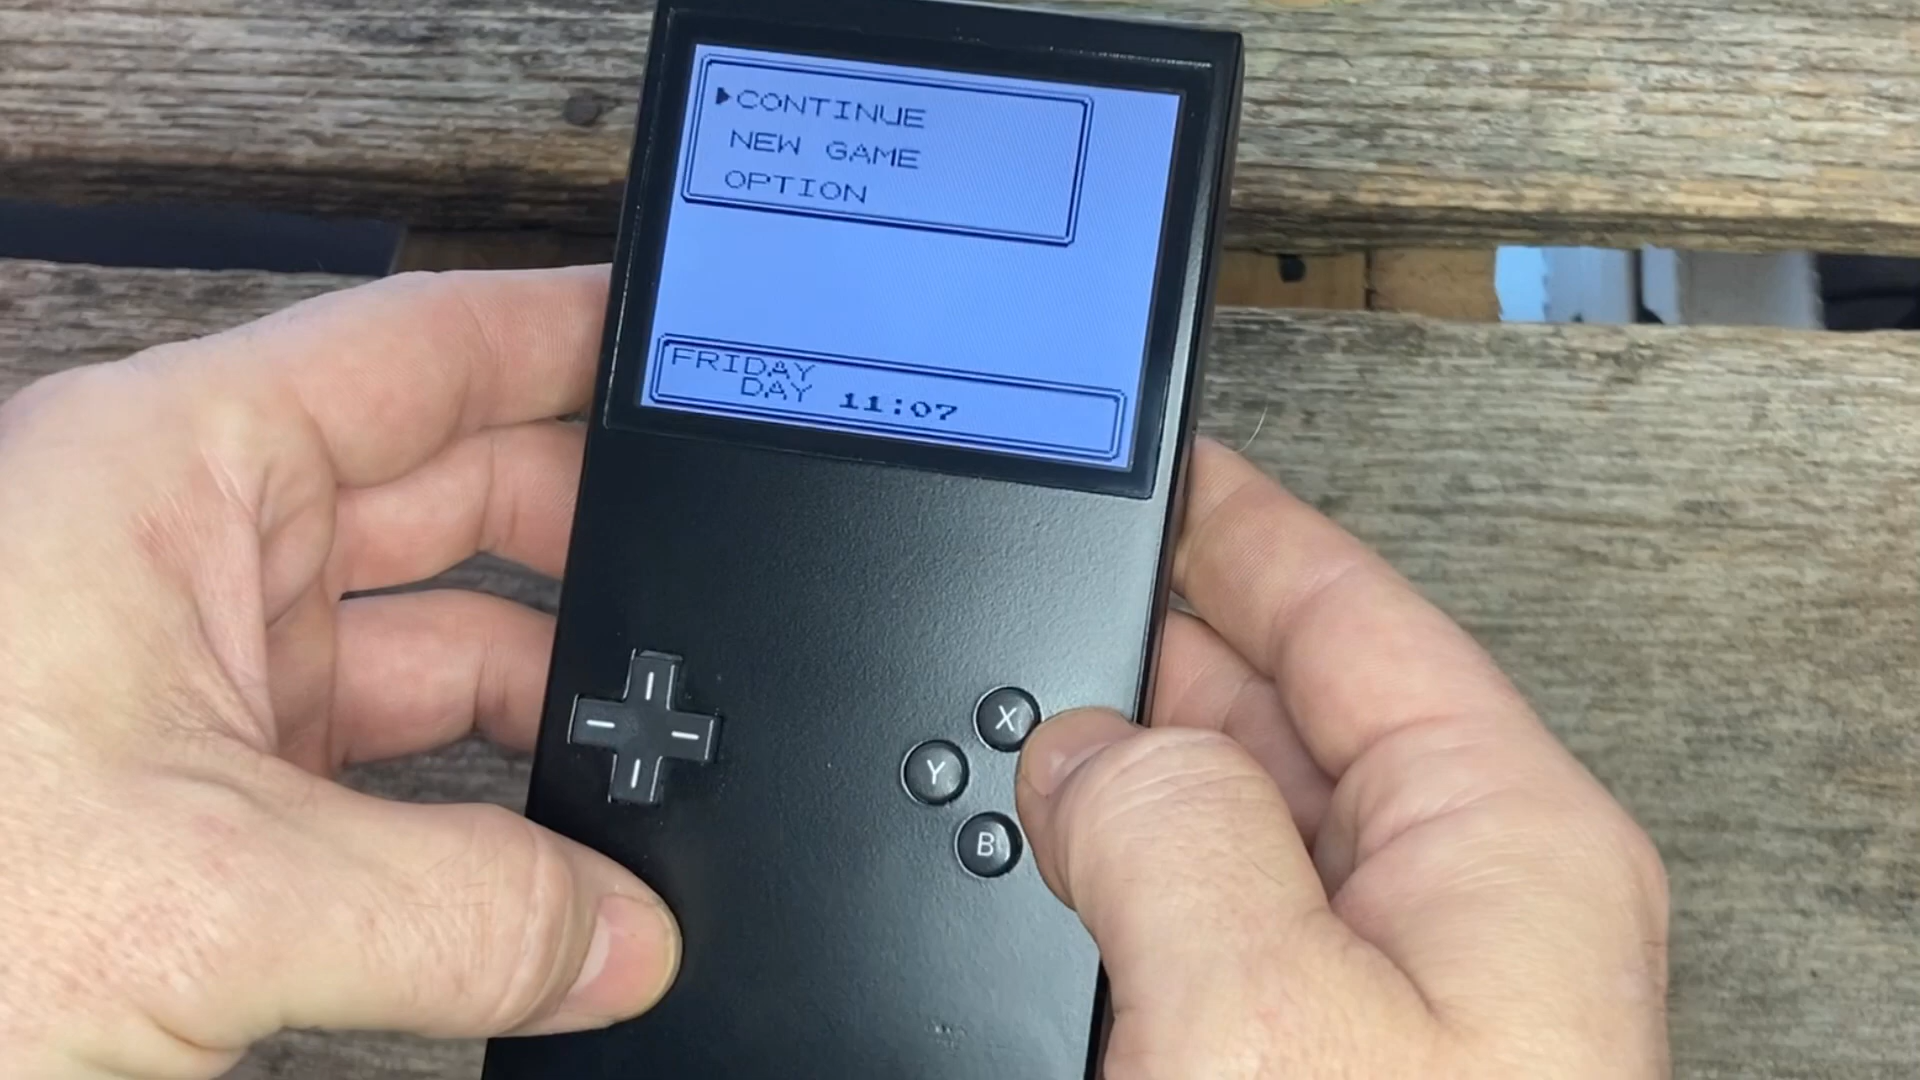 ▶CONTINUE
NEW GAME
OPTION
FRIDAY
DAY 11:07
X
Y
B